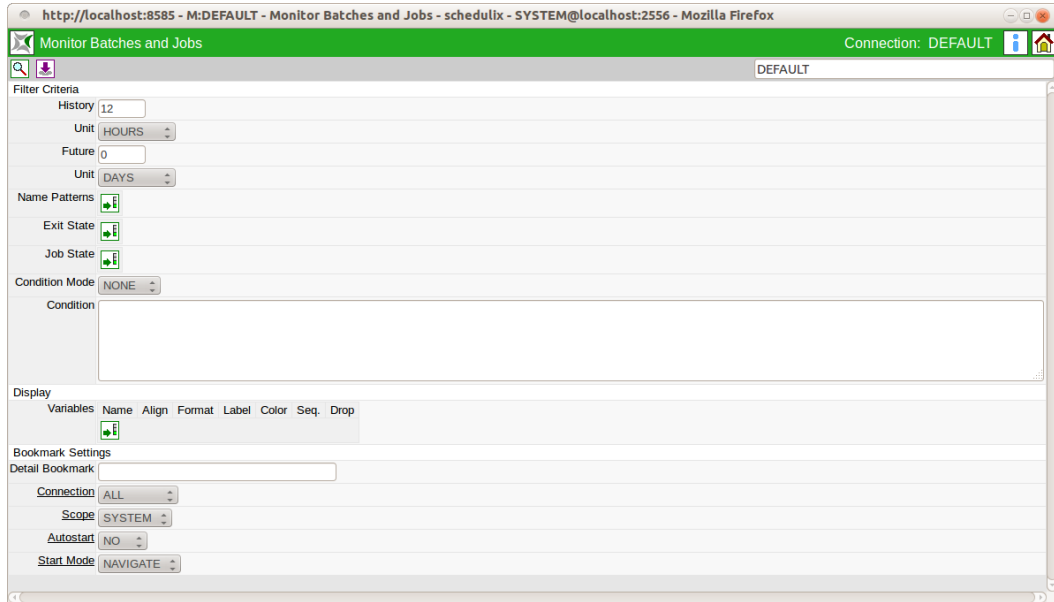 http://localhost:8585 - M:DEFAULT - Monitor Batches and Jobs - schedulix - SYSTEM@localhost:2556 - Mozilla Firefox
Monitor Batches and Jobs Connection: DEFAULT
DEFAULT
Filter Criteria
History 12
Unit HOURS
Future 0
Unit DAYS
Name Patterns
Exit State
Job State
Condition Mode NONE
Condition
Display
Variables Name Align Format Label Color Seq. Drop
Bookmark Settings
Detail Bookmark
Connection ALL
Scope SYSTEM
Autostart NO
Start Mode NAVIGATE